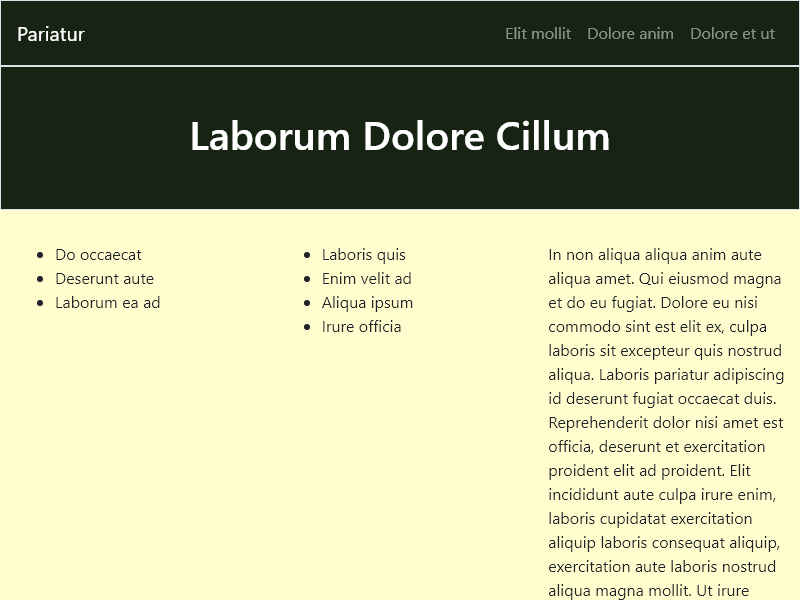 Pariatur
Elit mollit
Dolore anim
Dolore et ut
Laborum Dolore Cillum
Do occaecat
Deserunt aute
Laborum ea ad
Laboris quis
Enim velit ad
Aliqua ipsum
Irure officia
In non aliqua aliqua anim aute
aliqua amet. Qui eiusmod magna
et do eu fugiat. Dolore eu nisi
commodo sint est elit ex, culpa
laboris sit excepteur quis nostrud
aliqua. Laboris pariatur adipiscing
id deserunt fugiat occaecat duis.
Reprehenderit dolor nisi amet est
officia, deserunt et exercitation
proident elit ad proident. Elit
incididunt aute culpa irure enim,
laboris cupidatat exercitation
aliquip laboris consequat aliquip,
exercitation aute laboris nostrud
aliqua magna mollit. Ut irure